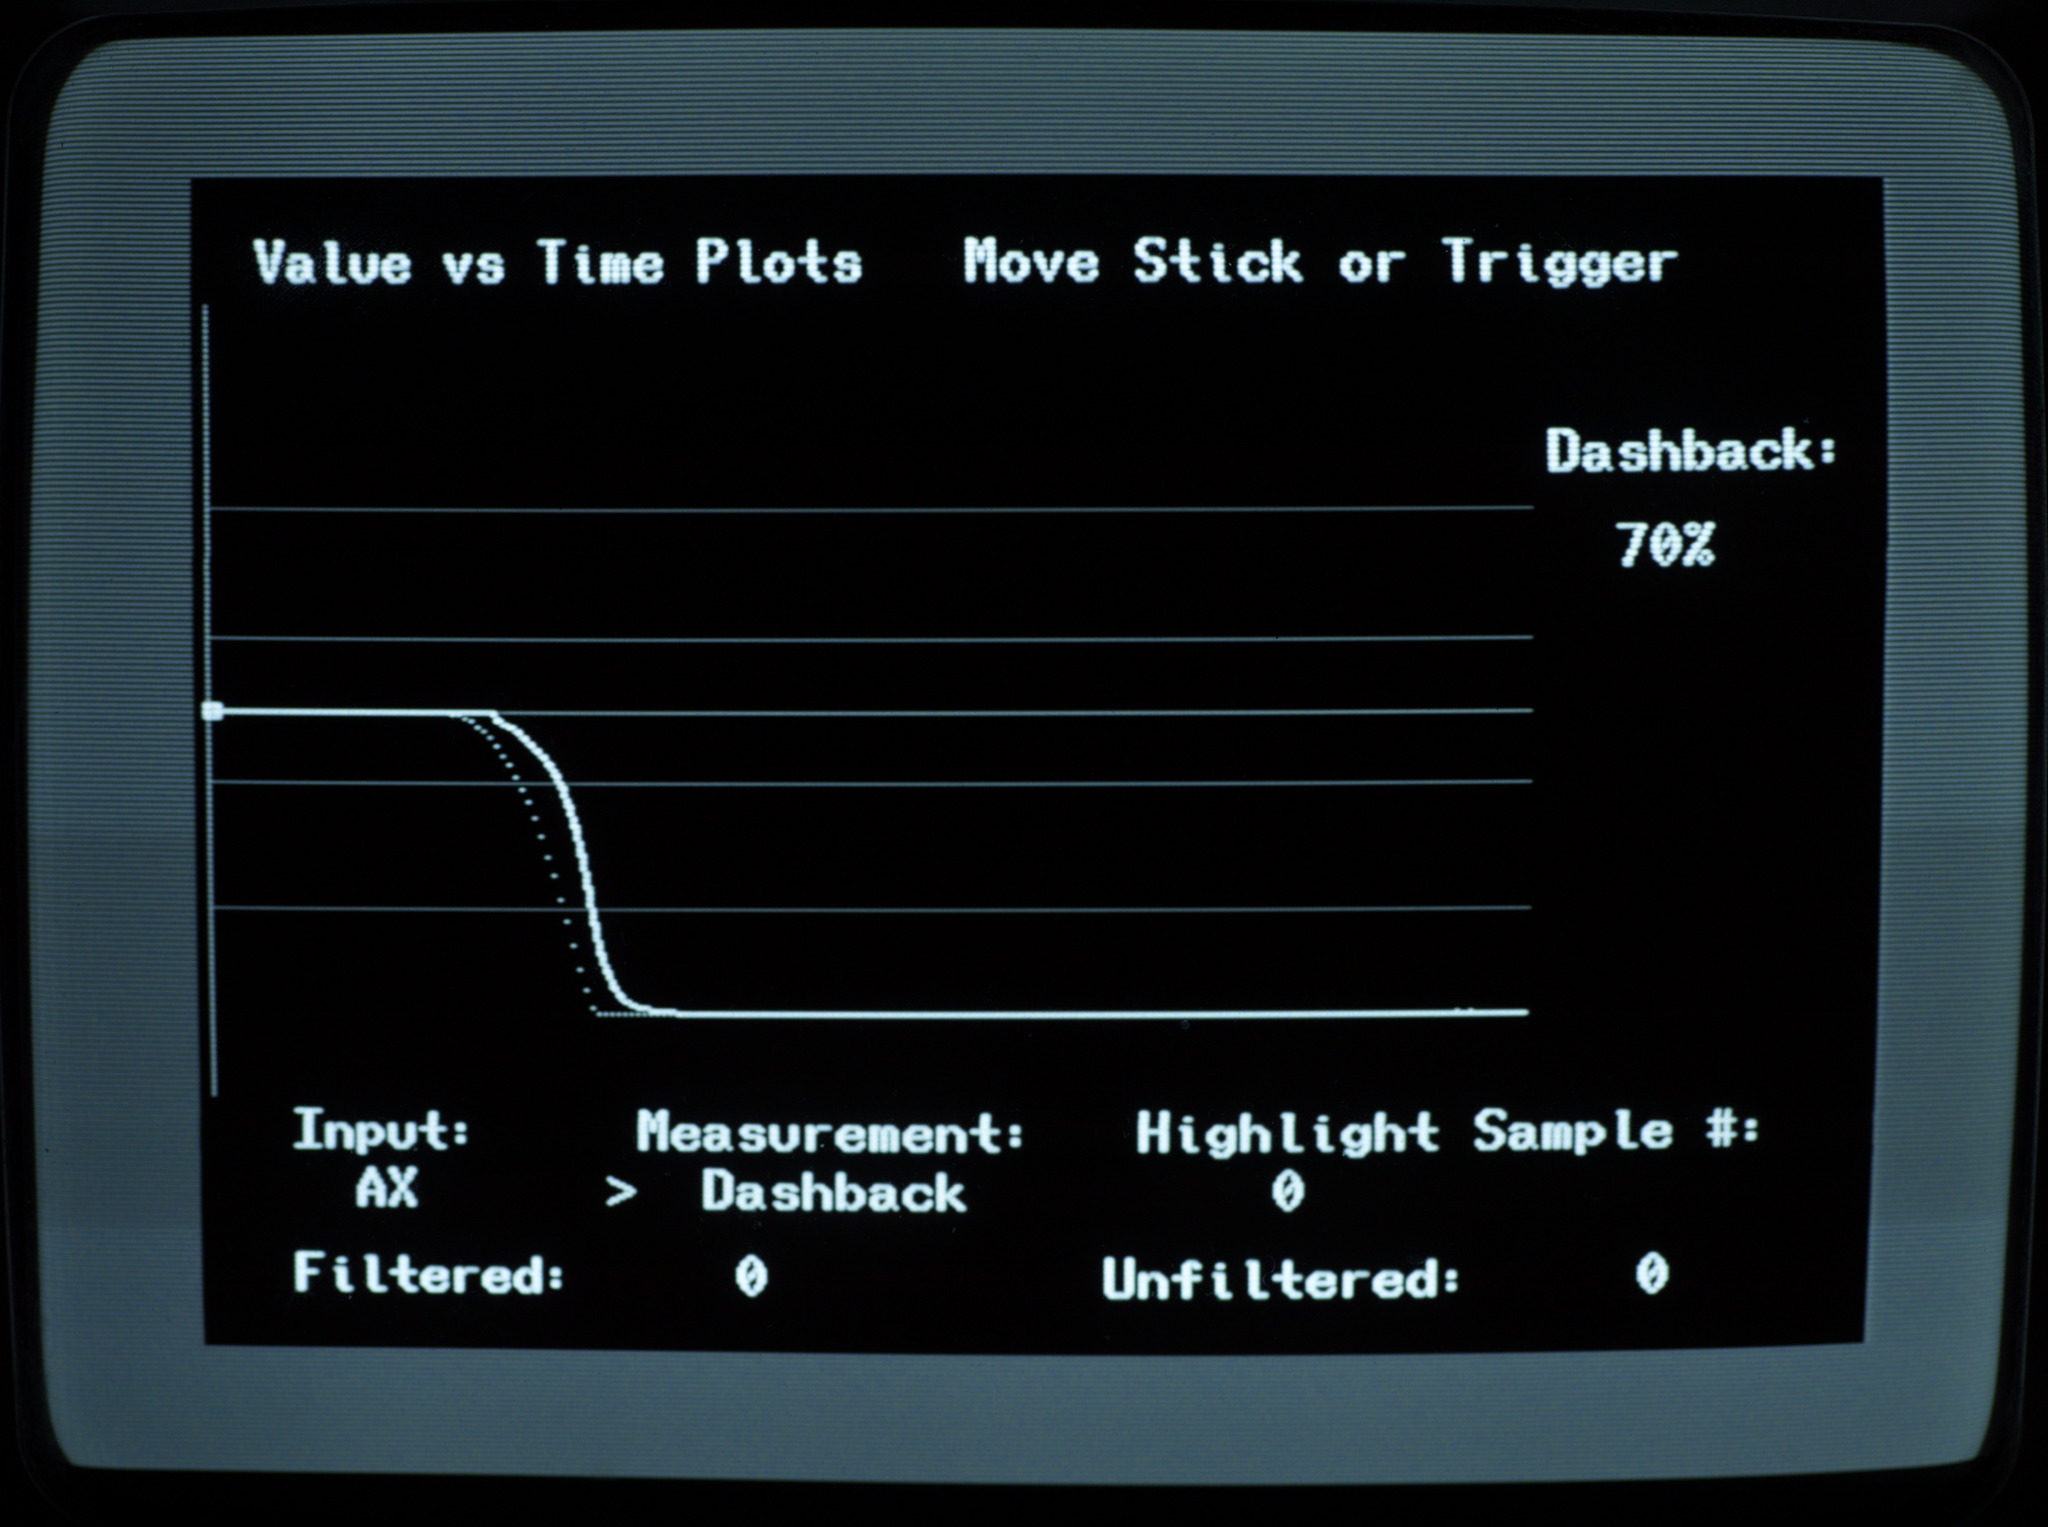 Value vs Time Plots Move Stick or Trigger
Dashback:
70%
Input: Measurement: Highlight Sample #:
AX > Dashback 0
Filtered: 0 Unfiltered: 0